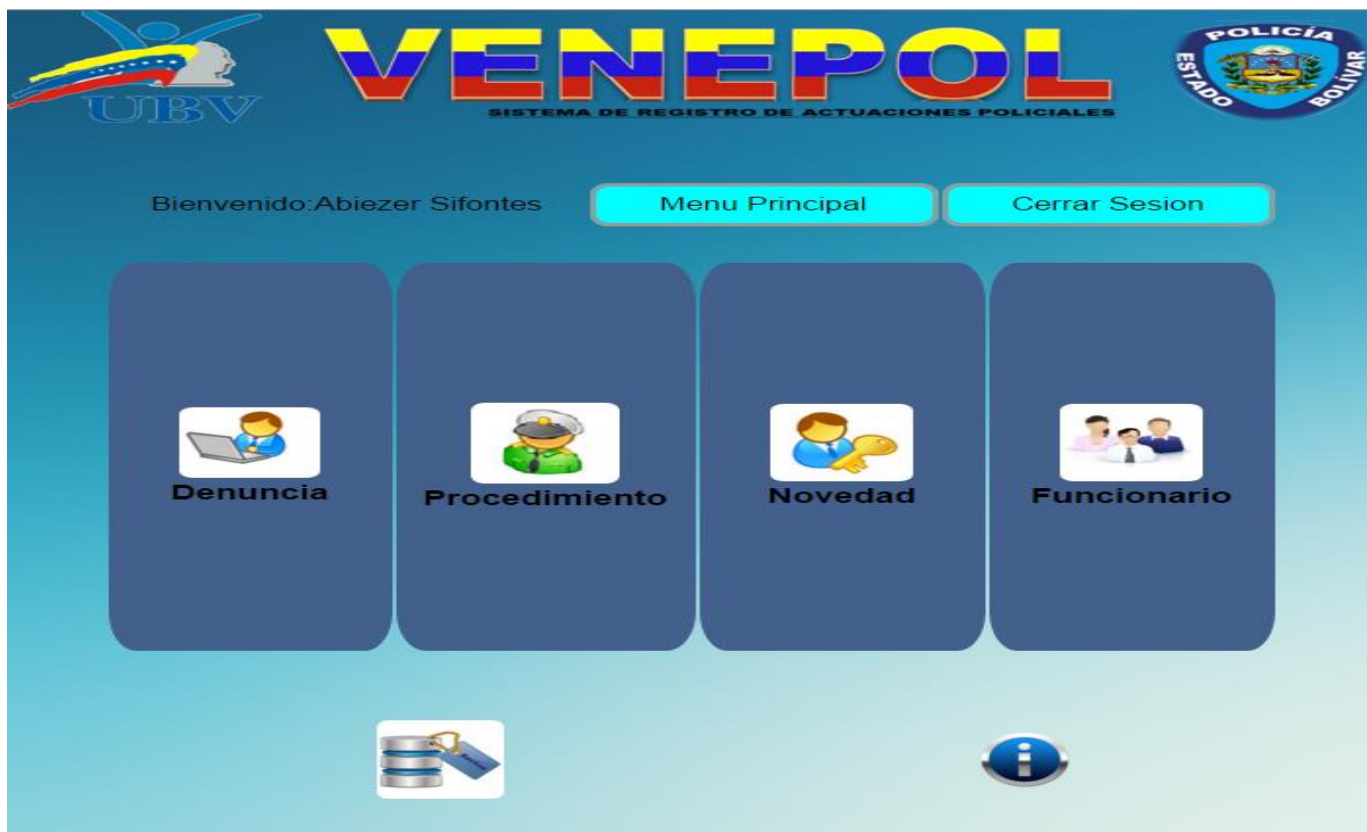 UBV
VENEPOL
SISTEMA DE REGISTRO DE ACTUACIONES POLICIALES
POLICÍA
ESTADO BOLÍVAR
Bienvenido:Abiezer Sifontes
Menu Principal
Cerrar Sesion
Denuncia
Procedimiento
Novedad
Funcionario
i